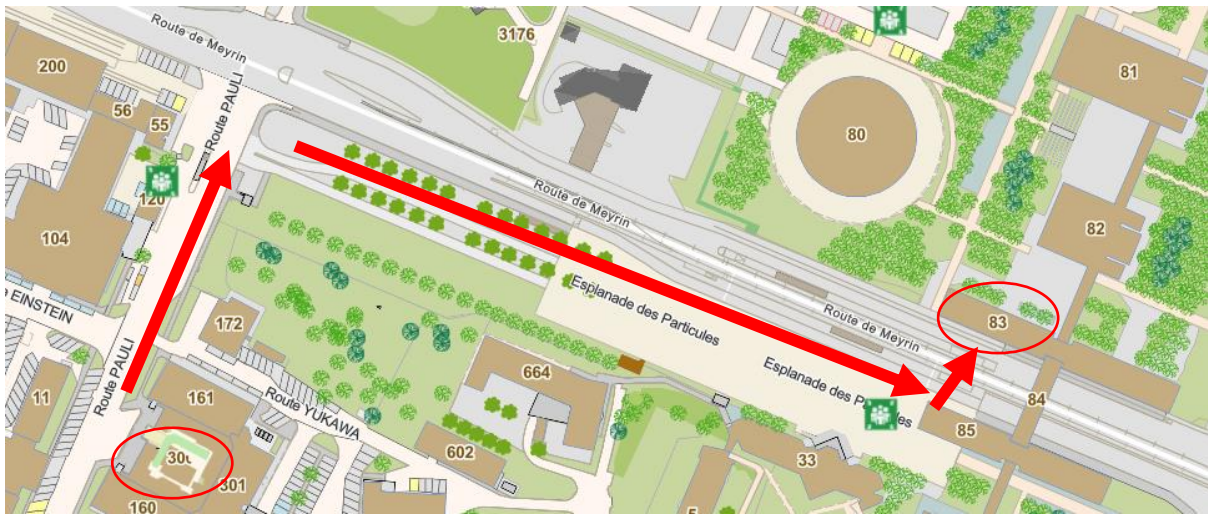 Route de Meyrin
3176
200
56
55
Route PAULI
81
80
120
104
Route de Meyrin
82
EINSTEIN
172
Esplanade des Particules
Route de Meyrin
83
Route PAULI
11
161
Route YUKAWA
664
Esplanade des Particules
84
85
602
33
301
160